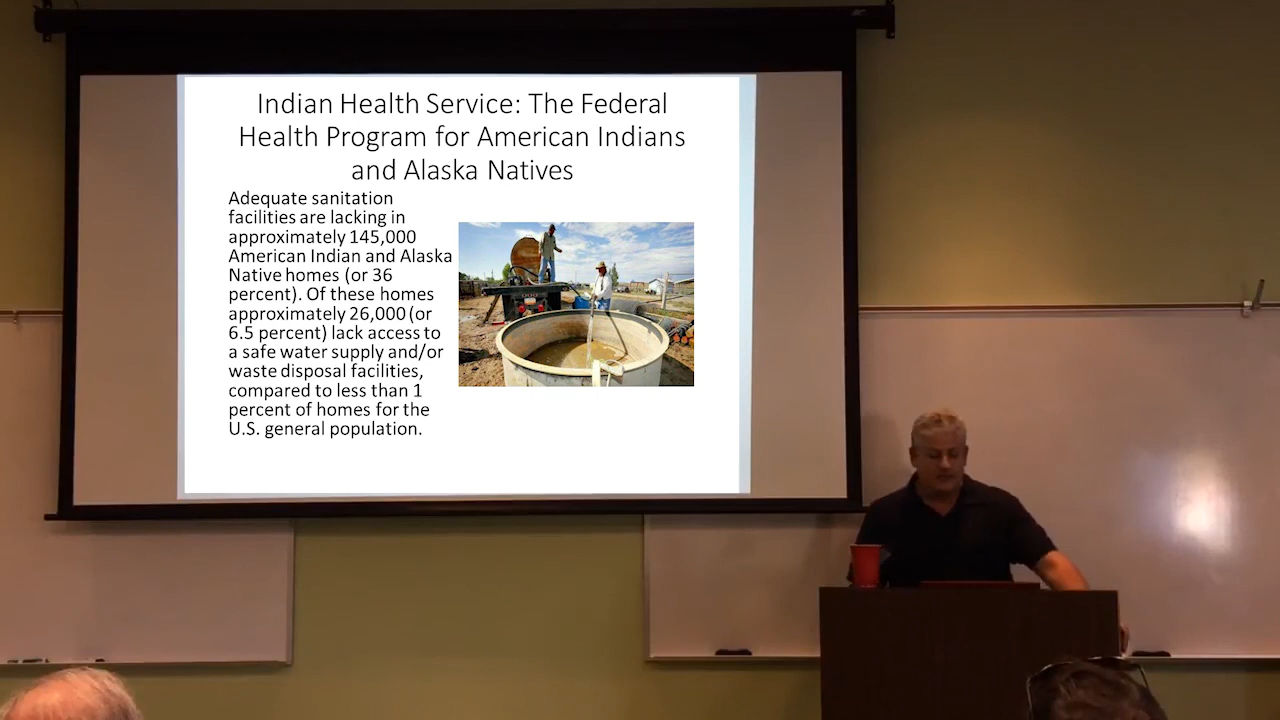 Indian Health Service: The Federal
Health Program for American Indians
and Alaska Natives
Adequate sanitation
facilities are lacking in
approximately 145,000
American Indian and Alaska
Native homes (or 36
percent). Of these homes
approximately 26,000 (or
6.5 percent) lack access to
a safe water supply and/or
waste disposal facilities,
compared to less than 1
percent of homes for the
U.S. general population.